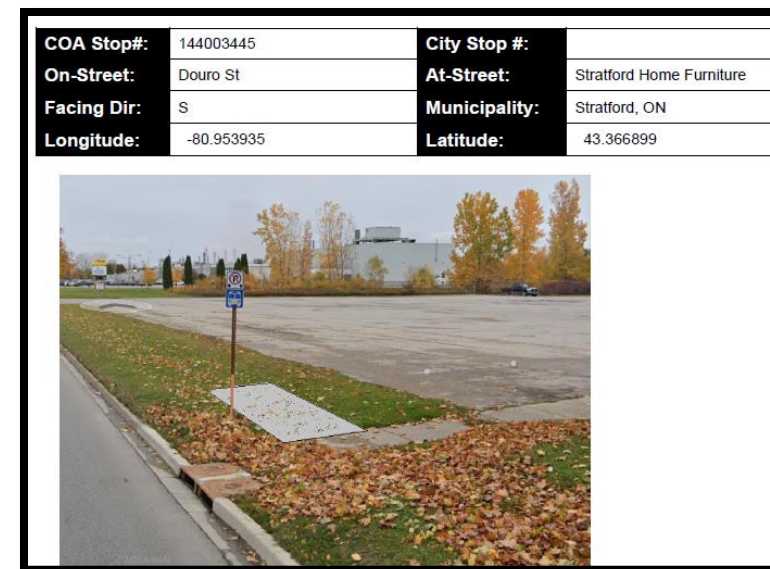 COA Stop#: 144003445 City Stop #:
On-Street: Douro St At-Street: Stratford Home Furniture
Facing Dir: S Municipality: Stratford, ON
Longitude: -80.953935 Latitude: 43.366899
P